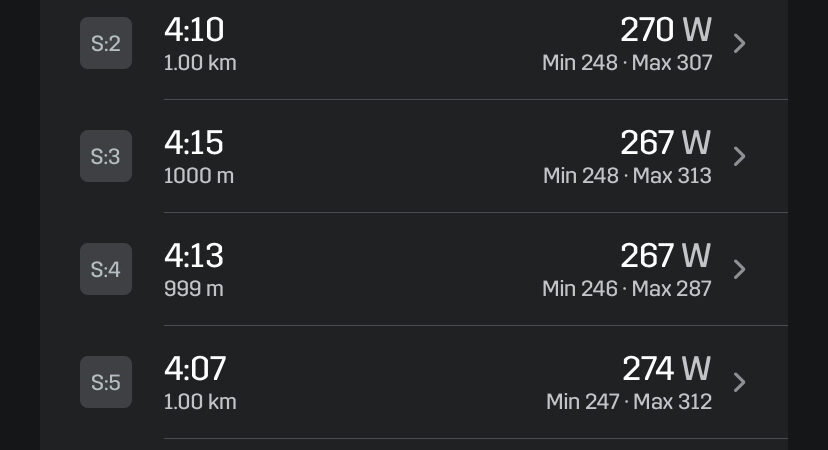 S:2 4:10 270 W
1.00 km Min 248 · Max 307
S:3 4:15 267 W
1000 m Min 248 · Max 313
S:4 4:13 267 W
999 m Min 246 · Max 287
S:5 4:07 274 W
1.00 km Min 247 · Max 312